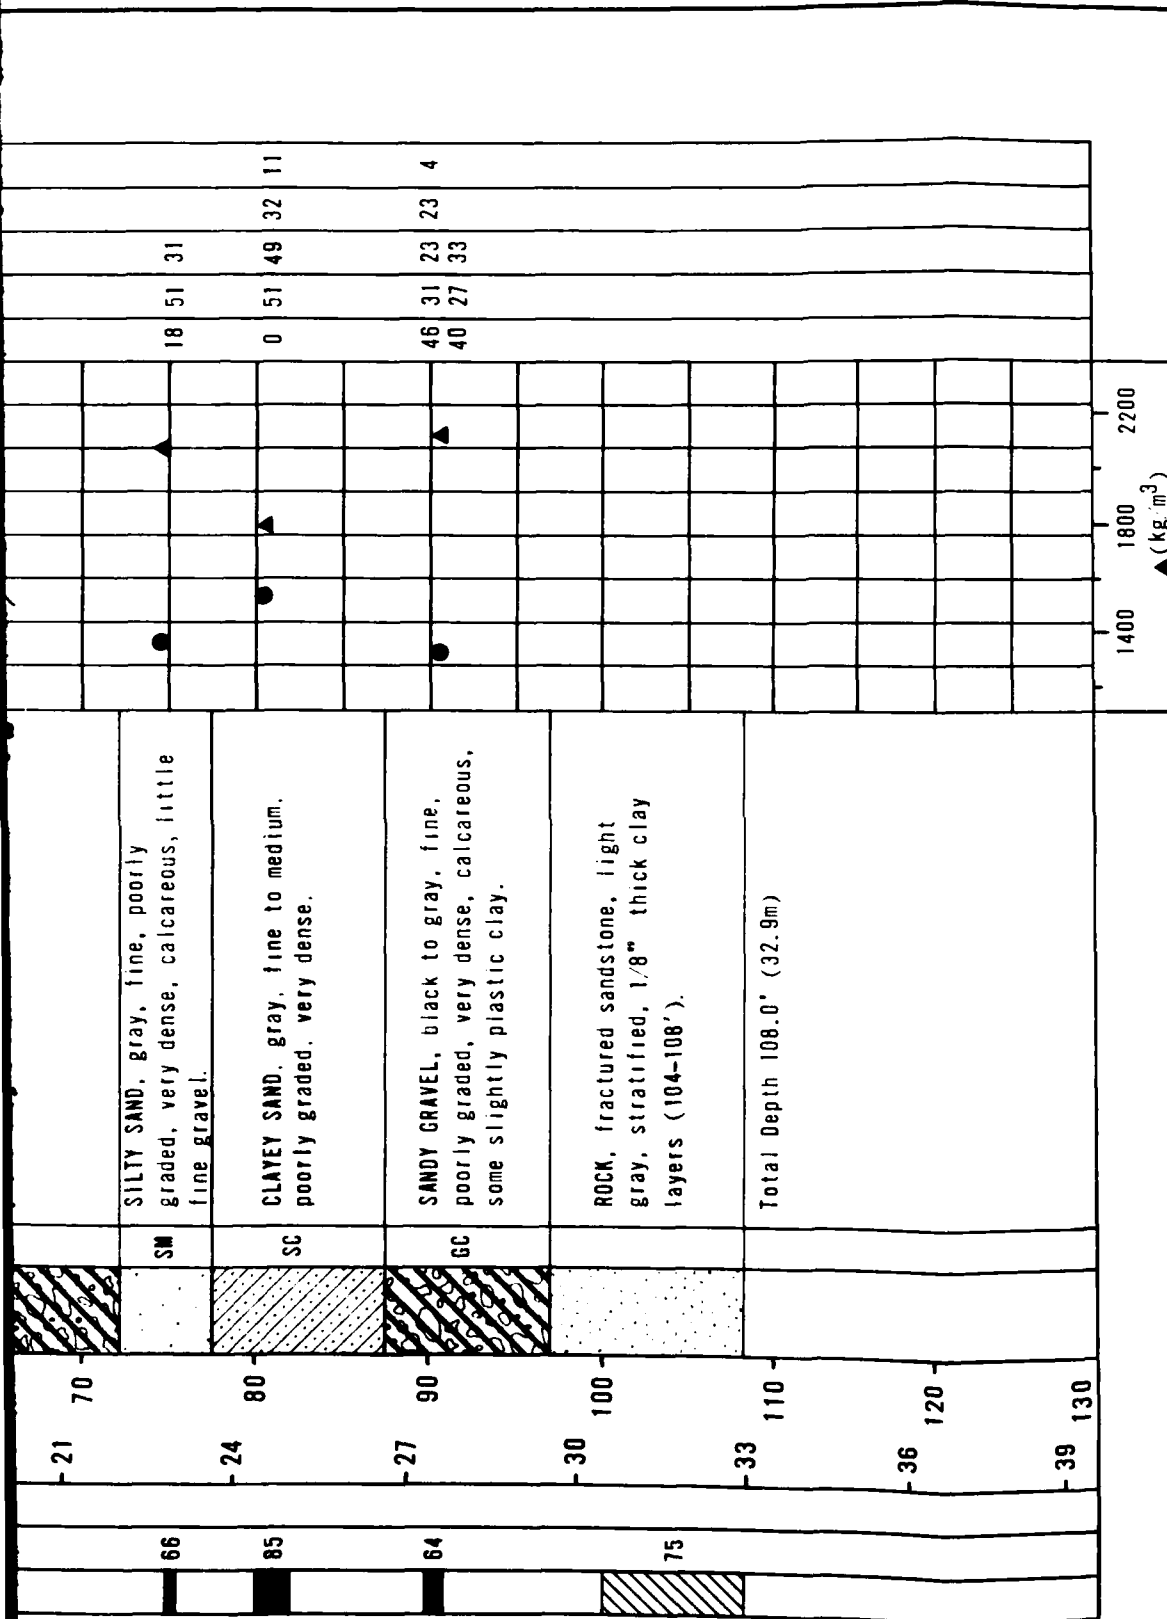 66
85
64
75
21
24
27
30
33
36
39
70
80
90
100
110
120
130
SM
SILTY SAND, gray, fine, poorly
graded, very dense, calcareous, little
fine gravel.
18 51 31
SC
CLAYEY SAND, gray, fine to medium,
poorly graded, very dense.
0 51 49 32 11
GC
SANDY GRAVEL, black to gray, fine,
poorly graded, very dense, calcareous,
some slightly plastic clay.
46 31 23 23 4
40 27 33
ROCK, fractured sandstone, light
gray, stratified, 1/8" thick clay
layers (104-108').
Total Depth 108.0' (32.9m)
1400 1800 2200
▲(kg/m³)